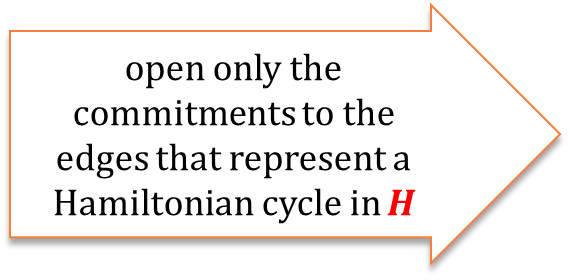 open only the
commitments to the
edges that represent a
Hamiltonian cycle in H